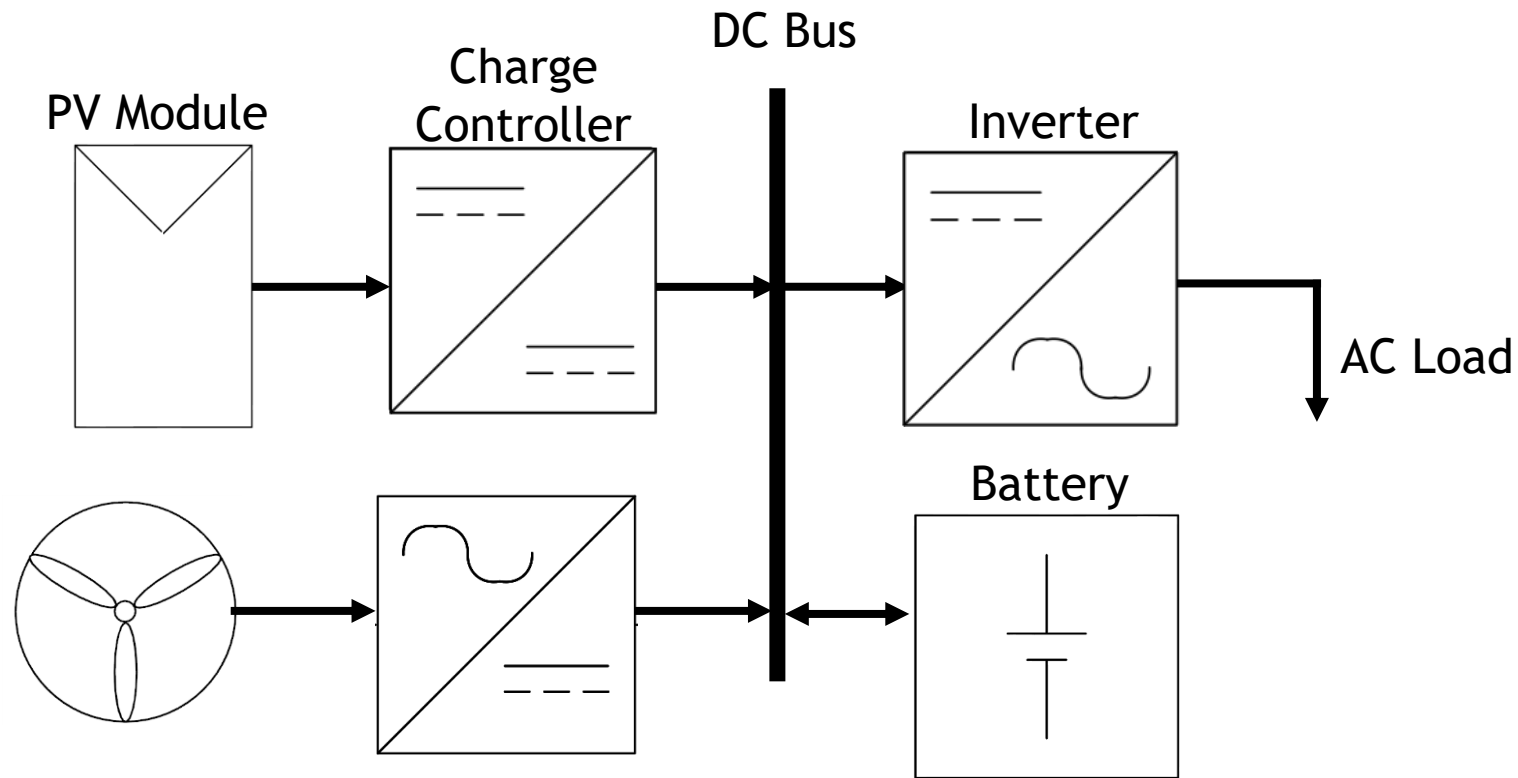 DC Bus
Charge
Controller
PV Module
Inverter
AC Load
Battery